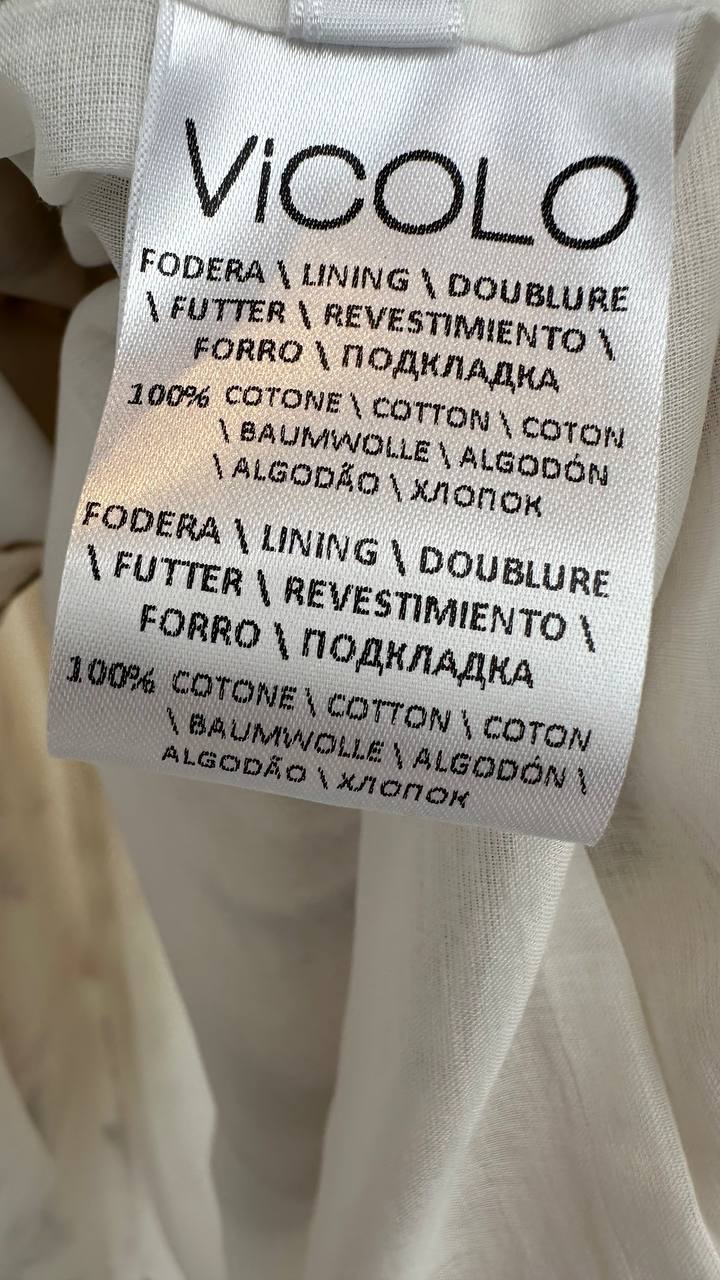 ViCOLO
FODERA \ LINING \ DOUBLURE
\ FUTTER \ REVESTIMIENTO \
FORRO \ ПОДКЛАДКА
100% COTONE \ COTTON \ COTON
\ BAUMWOLLE \ ALGODÓN
\ ALGODÃO \ ХЛОПОК
FODERA \ LINING \ DOUBLURE
\ FUTTER \ REVESTIMIENTO \
FORRO \ ПОДКЛАДКА
100% COTONE \ COTTON \ COTON
\ BAUMWOLLE \ ALGODÓN \
ALGODÃO \ ХЛОПОК